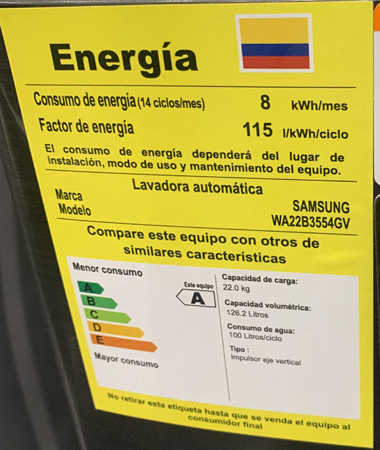 Energía
Consumo de energía (14 ciclos/mes) 8 kWh/mes
Factor de energía 115 l/kWh/ciclo
El consumo de energía dependerá del lugar de
instalación, modo de uso y mantenimiento del equipo.
Lavadora automática
Marca SAMSUNG
Modelo WA22B3554GV
Compare este equipo con otros de
similares características
Menor consumo
A
B
C
D
E
Mayor consumo
Este equipo
A
Capacidad de carga:
22.0 kg
Capacidad volumétrica:
126.2 Litros
Consumo de agua:
100 Litros/ciclo
Tipo :
Impulsor eje vertical
No retirar esta etiqueta hasta que se venda el equipo al
consumidor final